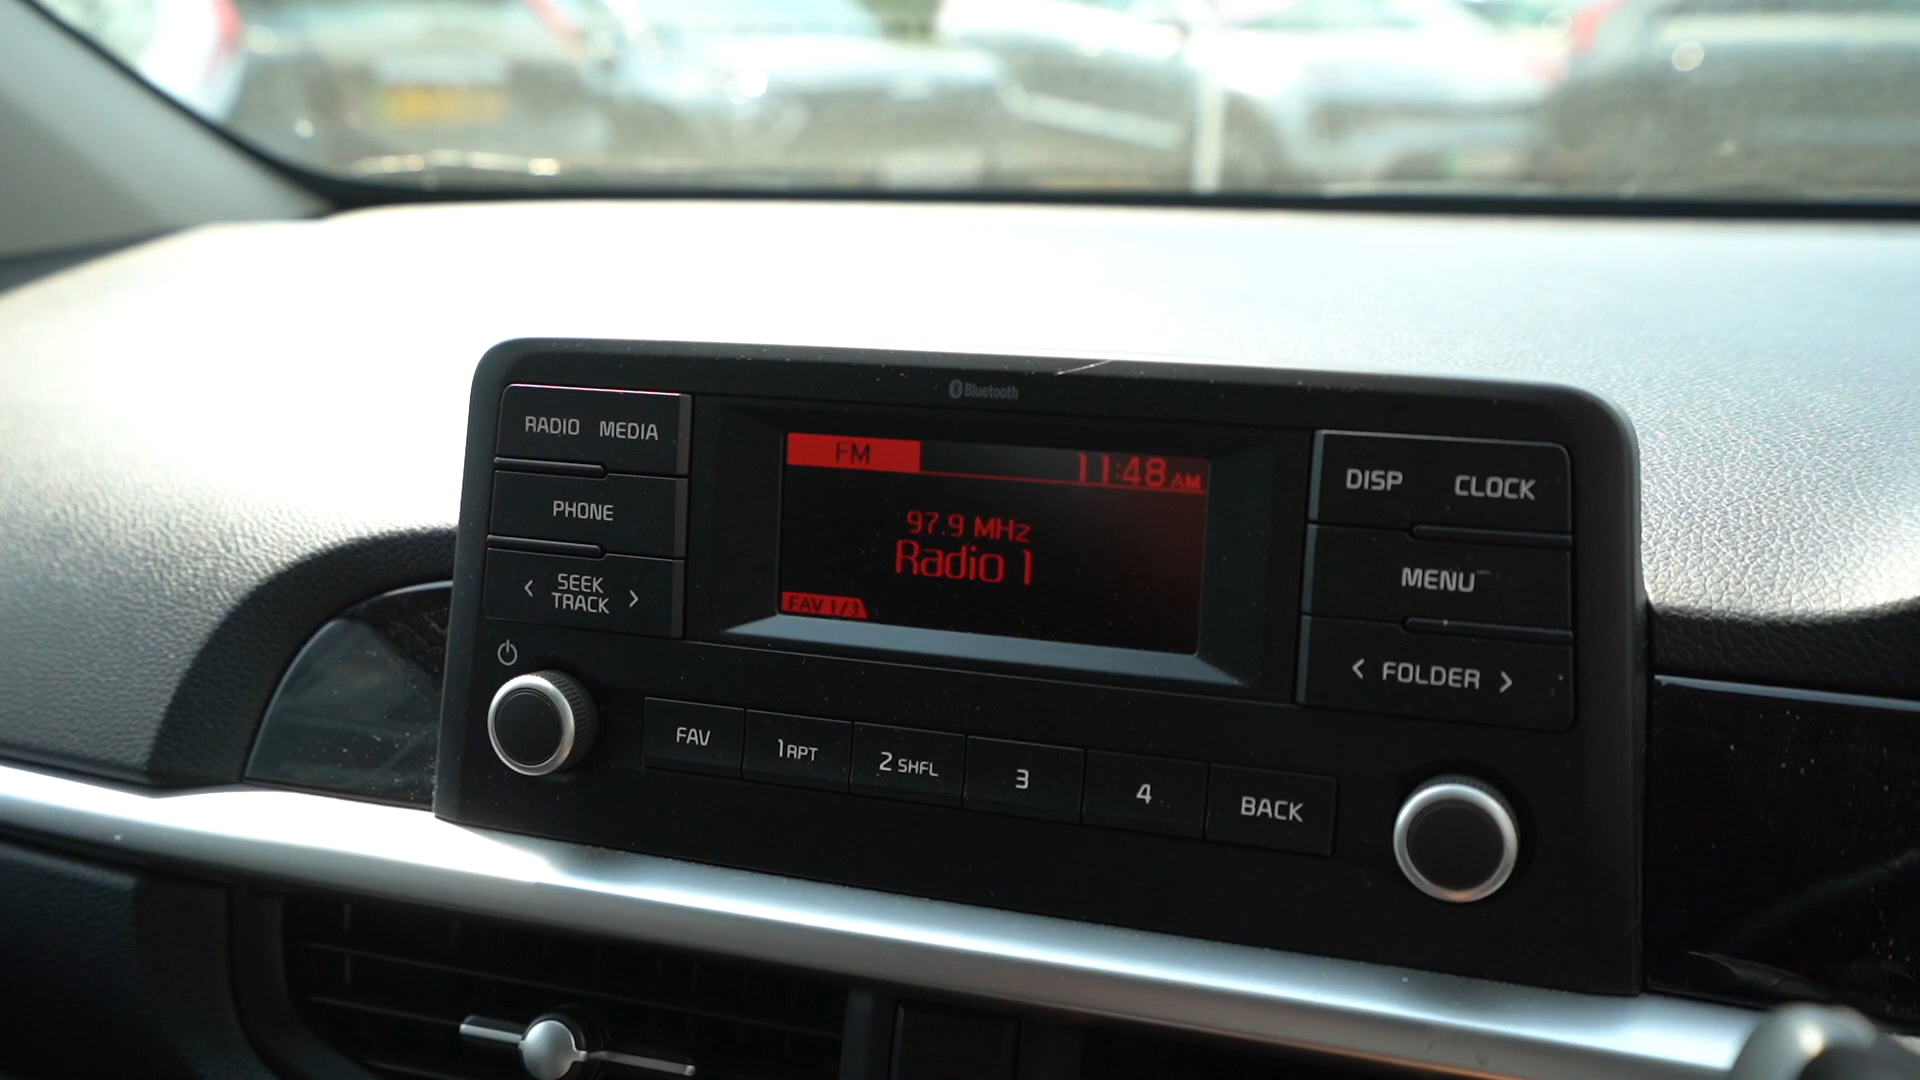 Bluetooth
RADIO MEDIA
PHONE
< SEEK TRACK >
FM
11:48 AM
97.9 MHz
Radio 1
FAV 1/3
DISP CLOCK
MENU
< FOLDER >
FAV
1 RPT
2 SHFL
3
4
BACK